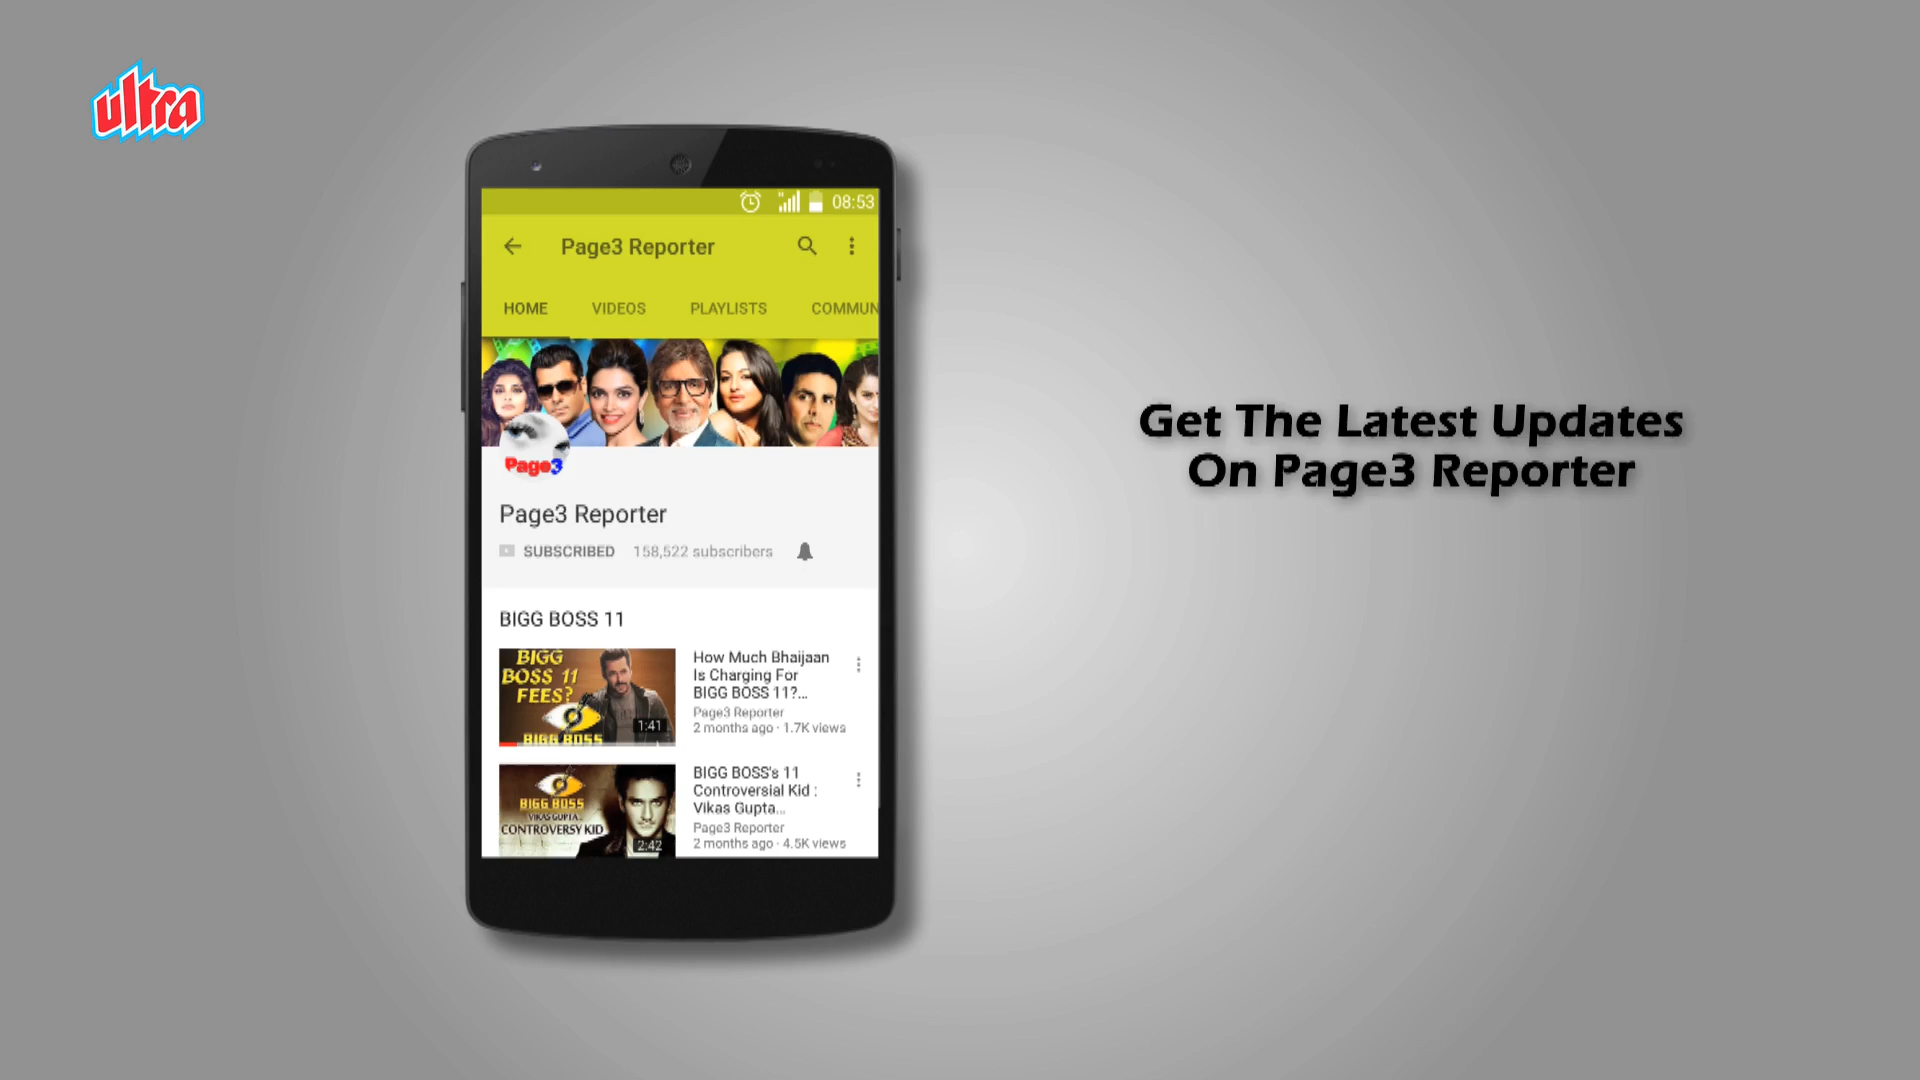 ultra
08:53
Page3 Reporter
HOME VIDEOS PLAYLISTS COMMUN
Page3
Page3 Reporter
SUBSCRIBED 158,522 subscribers
BIGG BOSS 11
BIGG
BOSS 11
FEES?
BIGG BOSS
1:41
How Much Bhaijaan
Is Charging For
BIGG BOSS 11?...
Page3 Reporter
2 months ago · 1.7K views
BIGG BOSS
VIKAS GUPTA...
CONTROVERSY KID
2:42
BIGG BOSS's 11
Controversial Kid :
Vikas Gupta...
Page3 Reporter
2 months ago · 4.5K views
Get The Latest Updates
On Page3 Reporter